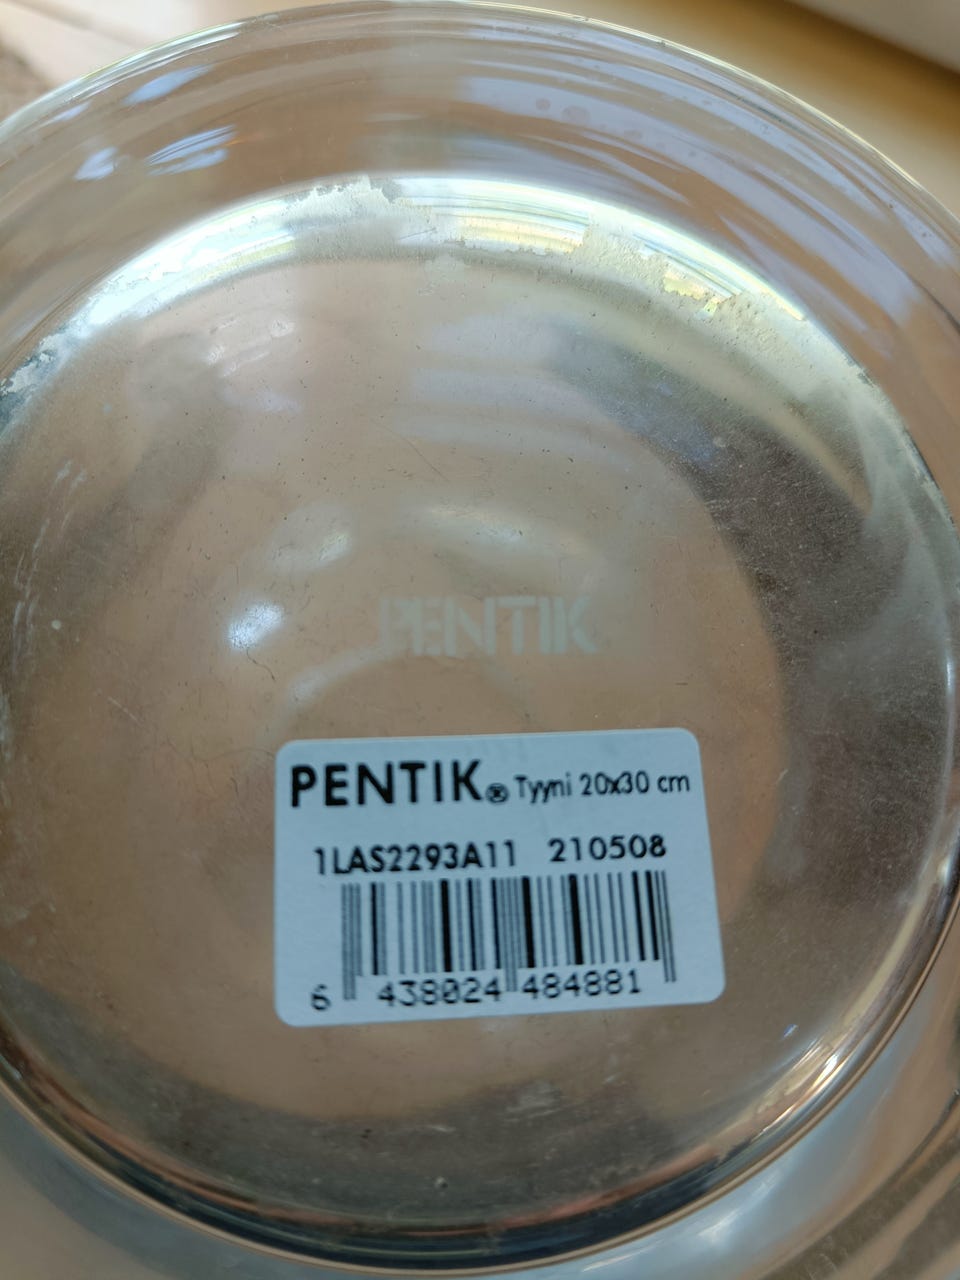 PENTIK
PENTIK® Tyyni 20x30 cm
1LAS2293A11 210508
6 438024 484881